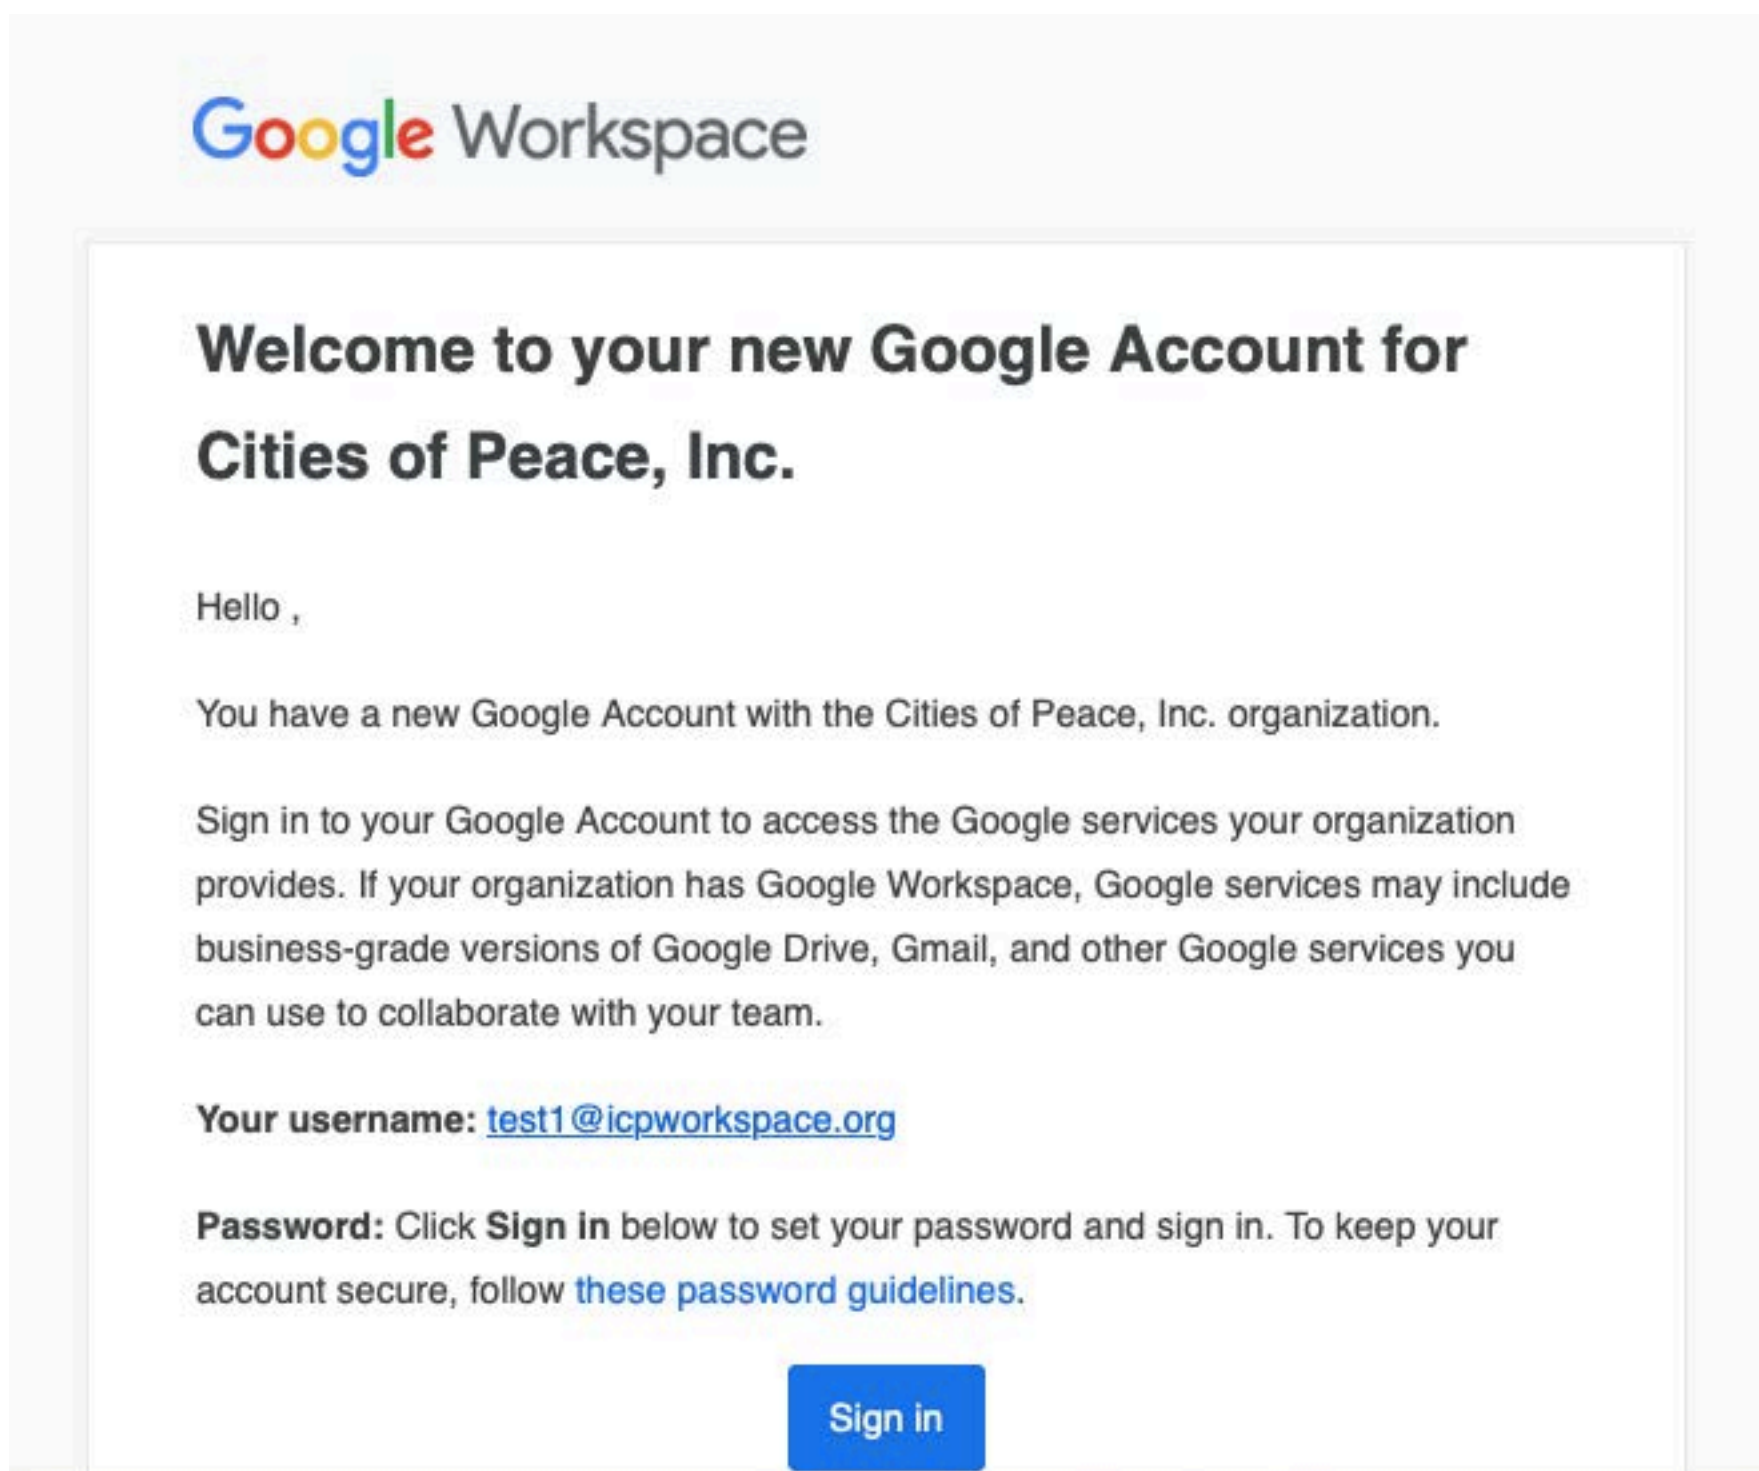 Google Workspace
Welcome to your new Google Account for
Cities of Peace, Inc.
Hello ,
You have a new Google Account with the Cities of Peace, Inc. organization.
Sign in to your Google Account to access the Google services your organization
provides. If your organization has Google Workspace, Google services may include
business-grade versions of Google Drive, Gmail, and other Google services you
can use to collaborate with your team.
Your username: test1@icpworkspace.org
Password: Click Sign in below to set your password and sign in. To keep your
account secure, follow these password guidelines.
Sign in